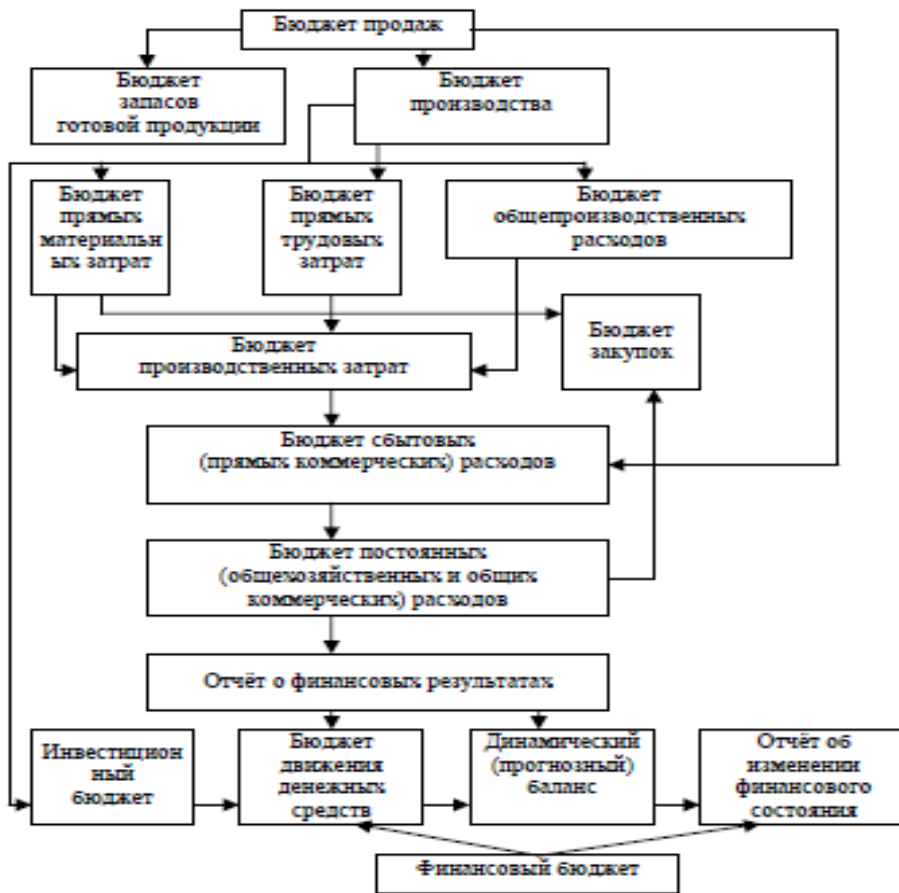 Бюджет продаж
Бюджет
запасов
готовой продукции
Бюджет
производства
Бюджет
прямых
материальн
ых затрат
Бюджет
прямых
трудовых
затрат
Бюджет
общепроизводственных
расходов
Бюджет
закупок
Бюджет
производственных затрат
Бюджет сбытовых
(прямых коммерческих) расходов
Бюджет постоянных
(общехозяйственных и общих
коммерческих) расходов
Отчёт о финансовых результатах
Инвестицион
ный
бюджет
Бюджет
движения
денежных
средств
Динамический
(прогнозный)
баланс
Отчёт об
изменении
финансового
состояния
Финансовый бюджет